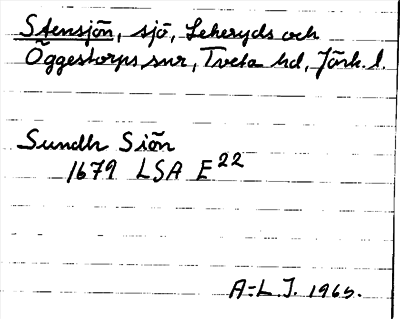 Stensjön, sjö, Lekeryds och
Öggestorps snr, Tveta hd, Jönk. l.
Sundh Siön
1679 LSA E22
A-L.J. 1965.